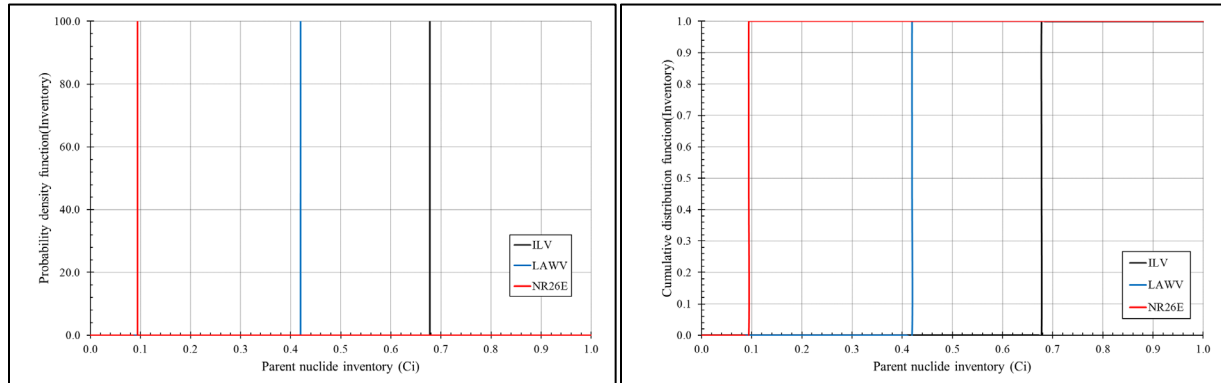 Probability density function(Inventory)
100.0
80.0
60.0
40.0
20.0
0.0
ILV
LAWV
NR26E
0.0 0.1 0.2 0.3 0.4 0.5 0.6 0.7 0.8 0.9 1.0
Parent nuclide inventory (Ci)
Cumulative distribution function(Inventory)
1.0
0.9
0.8
0.7
0.6
0.5
0.4
0.3
0.2
0.1
0.0
ILV
LAWV
NR26E
0.0 0.1 0.2 0.3 0.4 0.5 0.6 0.7 0.8 0.9 1.0
Parent nuclide inventory (Ci)